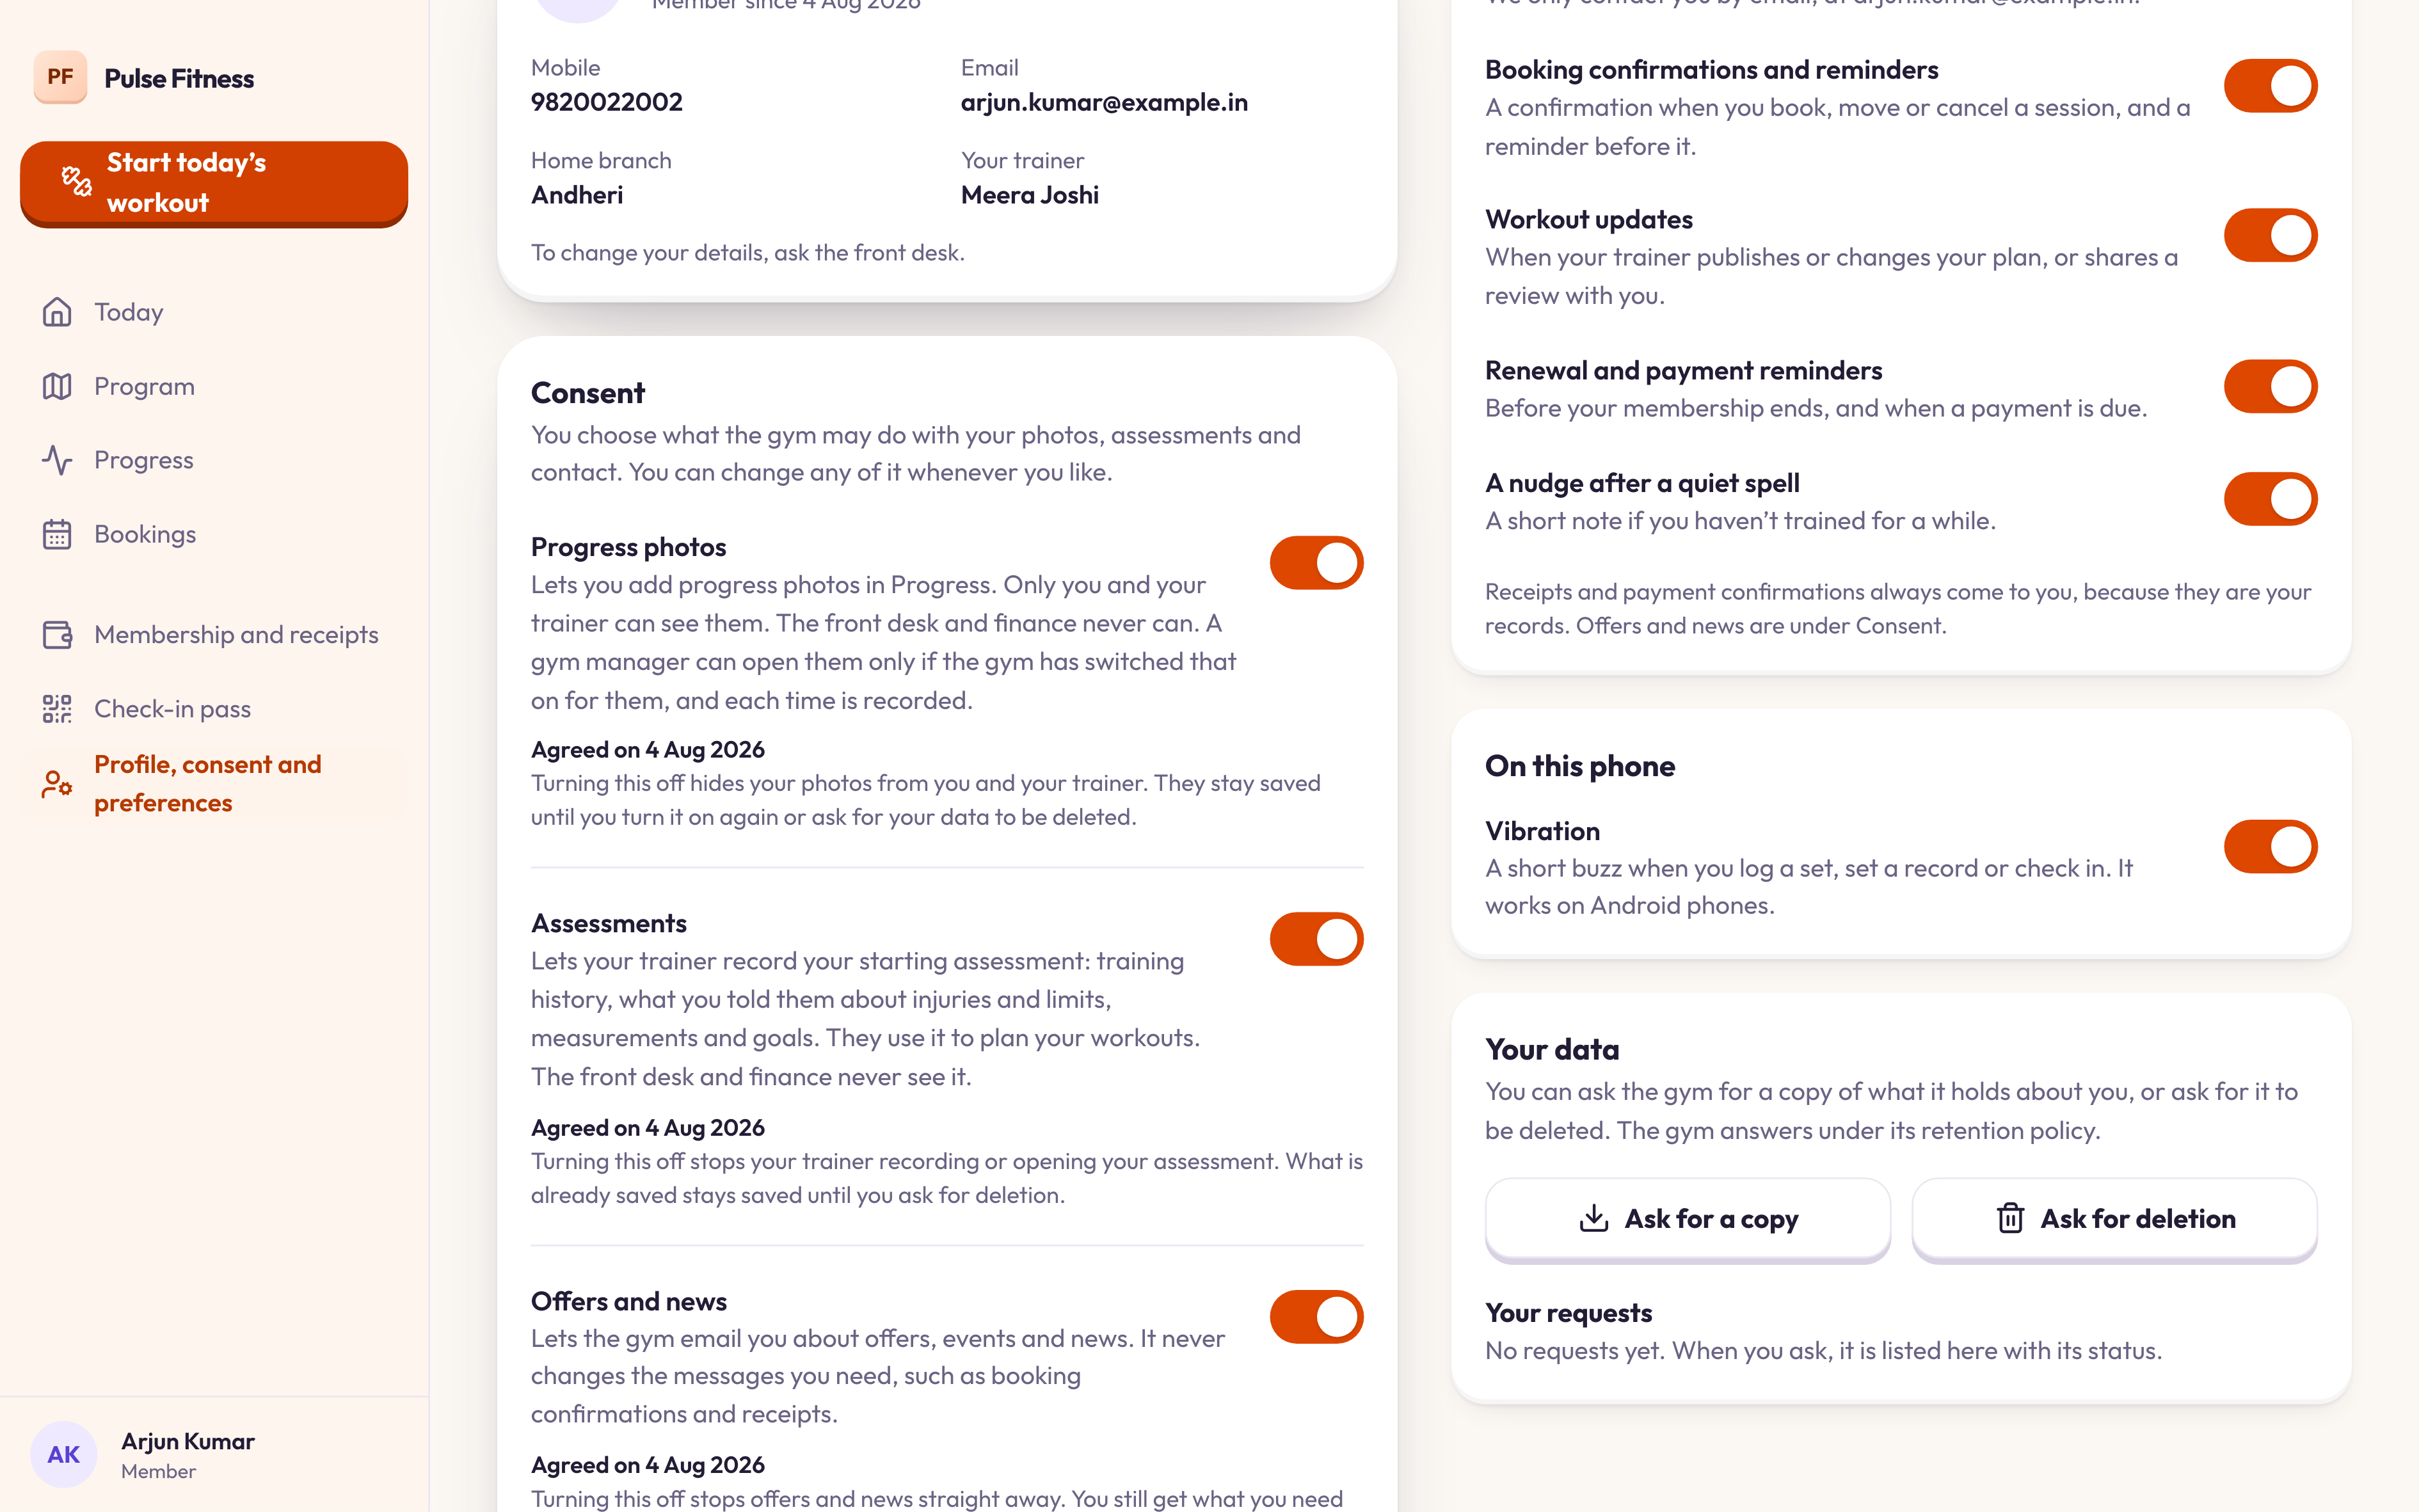 PF
Pulse Fitness
Start today’s
workout
Today
Program
Progress
Bookings
Membership and receipts
Check-in pass
Profile, consent and
preferences
AK
Arjun Kumar
Member
Member since 4 Aug 2026
Mobile
9820022002
Email
arjun.kumar@example.in
Home branch
Andheri
Your trainer
Meera Joshi
To change your details, ask the front desk.
Consent
You choose what the gym may do with your photos, assessments and
contact. You can change any of it whenever you like.
Progress photos
Lets you add progress photos in Progress. Only you and your
trainer can see them. The front desk and finance never can. A
gym manager can open them only if the gym has switched that
on for them, and each time is recorded.
Agreed on 4 Aug 2026
Turning this off hides your photos from you and your trainer. They stay saved
until you turn it on again or ask for your data to be deleted.
Assessments
Lets your trainer record your starting assessment: training
history, what you told them about injuries and limits,
measurements and goals. They use it to plan your workouts.
The front desk and finance never see it.
Agreed on 4 Aug 2026
Turning this off stops your trainer recording or opening your assessment. What is
already saved stays saved until you ask for deletion.
Offers and news
Lets the gym email you about offers, events and news. It never
changes the messages you need, such as booking
confirmations and receipts.
Agreed on 4 Aug 2026
Turning this off stops offers and news straight away. You still get what you need
We only contact you by email, at arjun.kumar@example.in.
Booking confirmations and reminders
A confirmation when you book, move or cancel a session, and a
reminder before it.
Workout updates
When your trainer publishes or changes your plan, or shares a
review with you.
Renewal and payment reminders
Before your membership ends, and when a payment is due.
A nudge after a quiet spell
A short note if you haven’t trained for a while.
Receipts and payment confirmations always come to you, because they are your
records. Offers and news are under Consent.
On this phone
Vibration
A short buzz when you log a set, set a record or check in. It
works on Android phones.
Your data
You can ask the gym for a copy of what it holds about you, or ask for it to
be deleted. The gym answers under its retention policy.
Ask for a copy
Ask for deletion
Your requests
No requests yet. When you ask, it is listed here with its status.